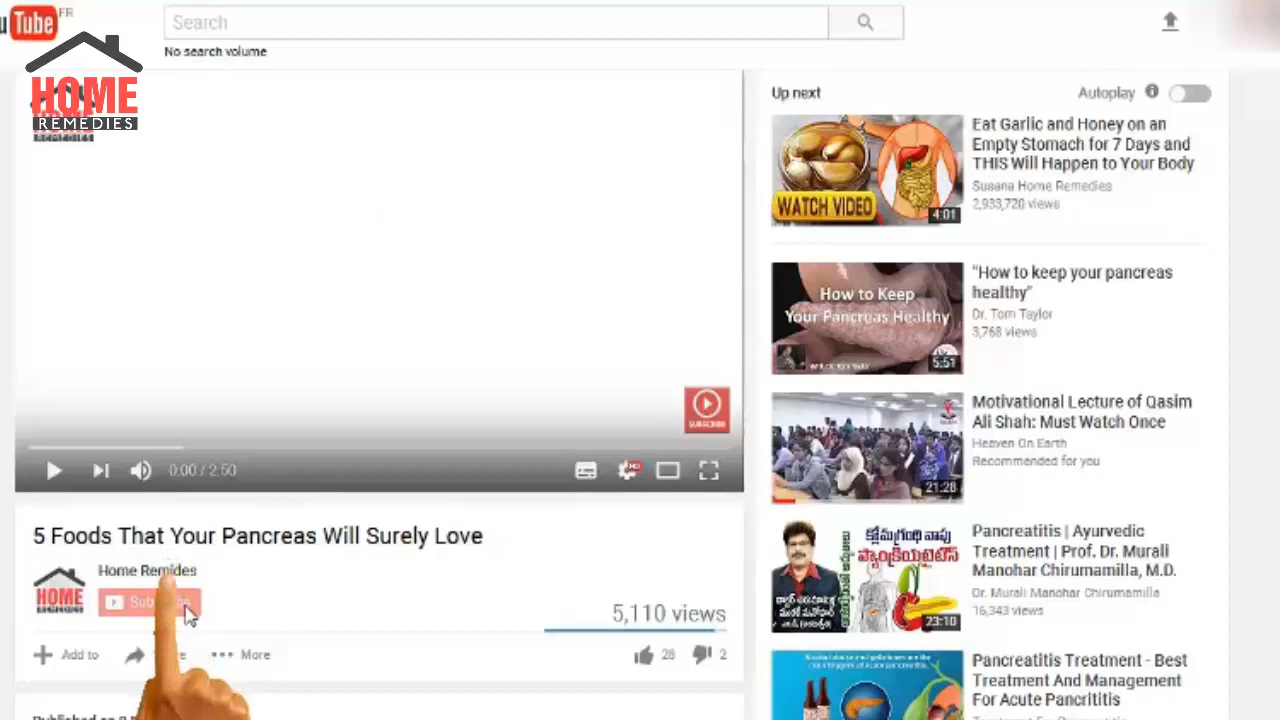 Tube FR
Search
No search volume
HOME
REMEDIES
Up next
Autoplay
Eat Garlic and Honey on an
Empty Stomach for 7 Days and
THIS Will Happen to Your Body
Susana Home Remedies
2,933,720 views
WATCH VIDEO
4:01
"How to keep your pancreas
healthy"
Dr. Tom Taylor
3,768 views
How to Keep
Your Pancreas Healthy
5:51
Motivational Lecture of Qasim
Ali Shah: Must Watch Once
Heaven On Earth
Recommended for you
21:28
SUBSCRIBE
0:00 / 2:50
HD
5 Foods That Your Pancreas Will Surely Love
Home Remides
HOME
5,110 views
Add to
More
28
2
Pancreatitis | Ayurvedic
Treatment | Prof. Dr. Murali
Manohar Chirumamilla, M.D.
Dr. Murali Manohar Chirumamilla
16,343 views
క్లోమగ్రంధి వాపు
ప్యాంక్రియాటైటిస్
23:10
Pancreatitis Treatment - Best
Treatment And Management
For Acute Pancrititis